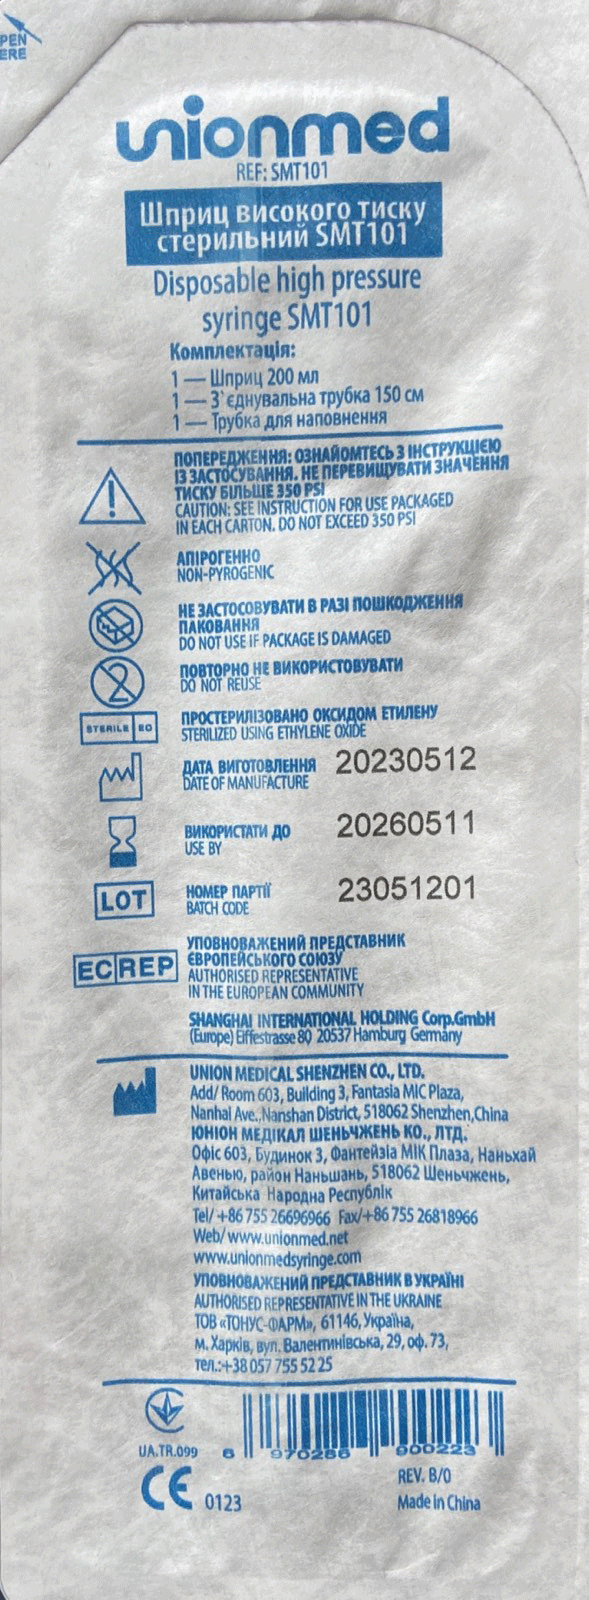 PEN
ERE
unionmed
REF: SMT101
Шприц високого тиску
стерильний SMT101
Disposable high pressure
syringe SMT101
Комплектація:
1 — Шприц 200 мл
1 — З`єднувальна трубка 150 см
1 — Трубка для наповнення
ПОПЕРЕДЖЕННЯ: ОЗНАЙОМТЕСЬ З ІНСТРУКЦІЄЮ
ІЗ ЗАСТОСУВАННЯ. НЕ ПЕРЕВИЩУВАТИ ЗНАЧЕННЯ
ТИСКУ БІЛЬШЕ 350 PSI
CAUTION: SEE INSTRUCTION FOR USE PACKAGED
IN EACH CARTON. DO NOT EXCEED 350 PSI
АПІРОГЕННО
NON-PYROGENIC
НЕ ЗАСТОСОВУВАТИ В РАЗІ ПОШКОДЖЕННЯ
ПАКОВАННЯ
DO NOT USE IF PACKAGE IS DAMAGED
2
ПОВТОРНО НЕ ВИКОРИСТОВУВАТИ
DO NOT REUSE
STERILE EO
ПРОСТЕРИЛІЗОВАНО ОКСИДОМ ЕТИЛЕНУ
STERILIZED USING ETHYLENE OXIDE
ДАТА ВИГОТОВЛЕННЯ 20230512
DATE OF MANUFACTURE
ВИКОРИСТАТИ ДО 20260511
USE BY
LOT
НОМЕР ПАРТІЇ 23051201
BATCH CODE
EC REP
УПОВНОВАЖЕНИЙ ПРЕДСТАВНИК
ЄВРОПЕЙСЬКОГО СОЮЗУ
AUTHORISED REPRESENTATIVE
IN THE EUROPEAN COMMUNITY
SHANGHAI INTERNATIONAL HOLDING Corp.GmbH
(Europe) Eiffestrasse 80 20537 Hamburg Germany
UNION MEDICAL SHENZHEN CO., LTD.
Add/ Room 603, Building 3, Fantasia MIC Plaza,
Nanhai Ave.,Nanshan District, 518062 Shenzhen,China
ЮНІОН МЕДІКАЛ ШЕНЬЧЖЕНЬ КО., ЛТД.
Офіс 603, Будинок 3, Фантейзіа МІК Плаза, Наньхай
Авенью, район Наньшань, 518062 Шеньчжень,
Китайська Народна Республік
Tel/ +86 755 26696966 Fax/+86 755 26818966
Web/ www.unionmed.net
www.unionmedsyringe.com
УПОВНОВАЖЕНИЙ ПРЕДСТАВНИК В УКРАЇНІ
AUTHORISED REPRESENTATIVE IN THE UKRAINE
ТОВ «ТОНУС-ФАРМ», 61146, Україна,
м. Харків, вул. Валентинівська, 29, оф. 73,
тел.:+38 057 755 52 25
UA.TR.099
6 970286 900223
CE 0123
REV. B/0
Made in China